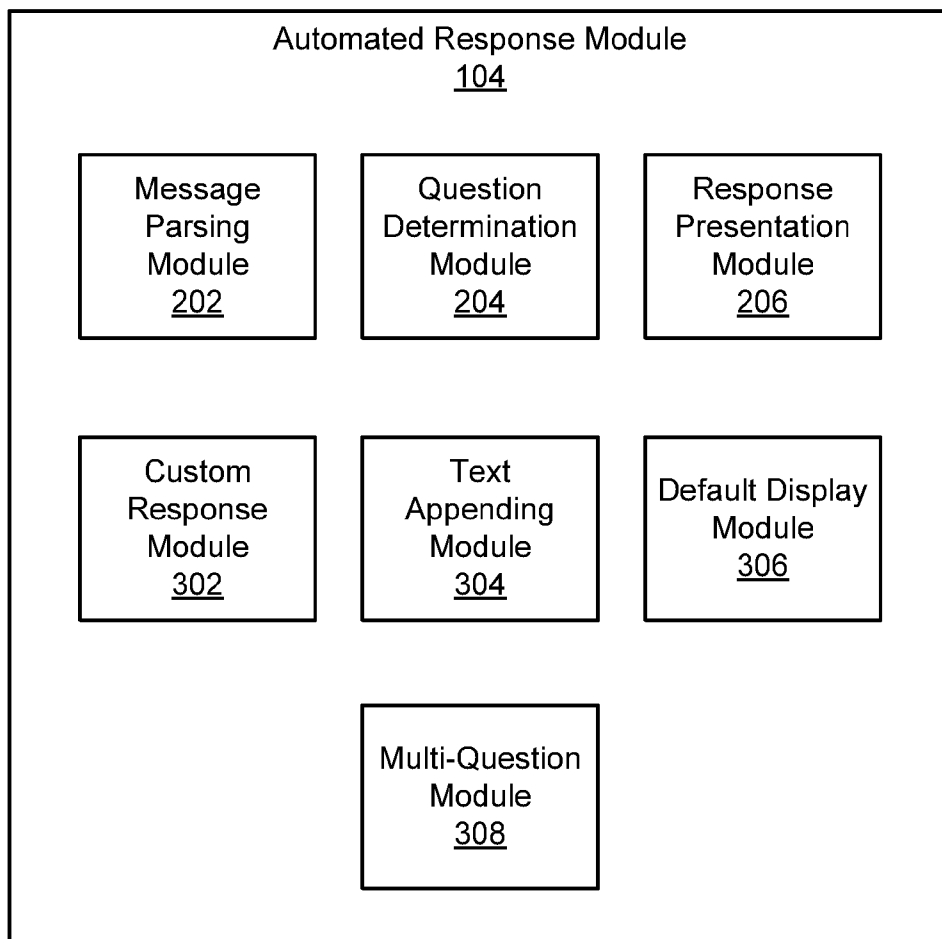 Automated Response Module
104
Message
Parsing
Module
202
Question
Determination
Module
204
Response
Presentation
Module
206
Custom
Response
Module
302
Text
Appending
Module
304
Default Display
Module
306
Multi-Question
Module
308